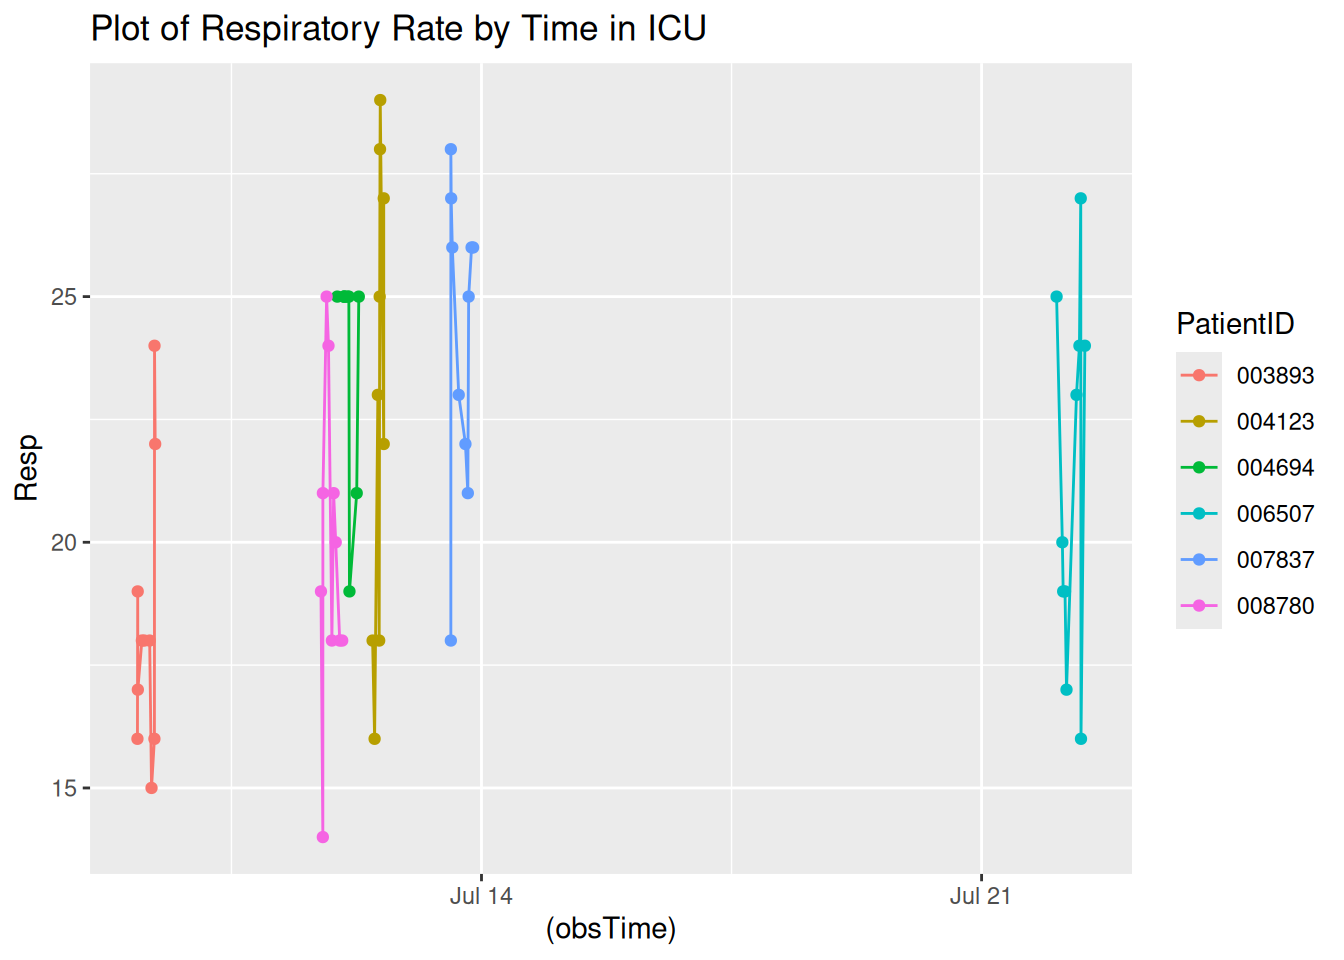 Plot of Respiratory Rate by Time in ICU
Resp
25
20
15
Jul 14
Jul 21
(obsTime)
PatientID
003893
004123
004694
006507
007837
008780